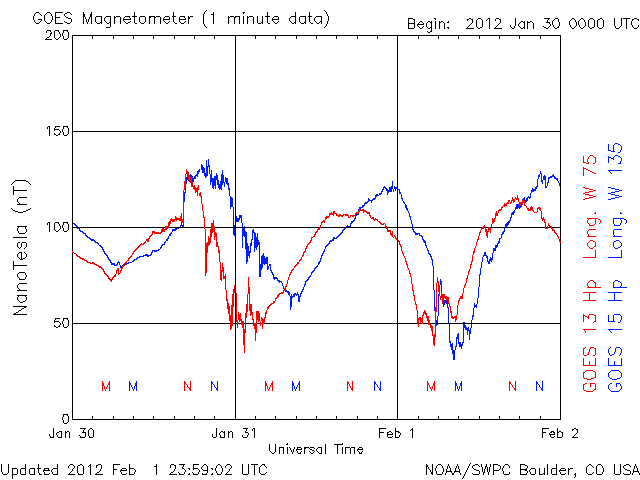 GOES Magnetometer (1 minute data)
Begin: 2012 Jan 30 0000 UTC
200
150
100
50
0
NanoTesla (nT)
M M N N M M N N M M N N
Jan 30 Jan 31 Feb 1 Feb 2
Universal Time
GOES 13 Hp Long. W 75
GOES 15 Hp Long. W 135
Updated 2012 Feb 1 23:59:02 UTC
NOAA/SWPC Boulder, CO USA